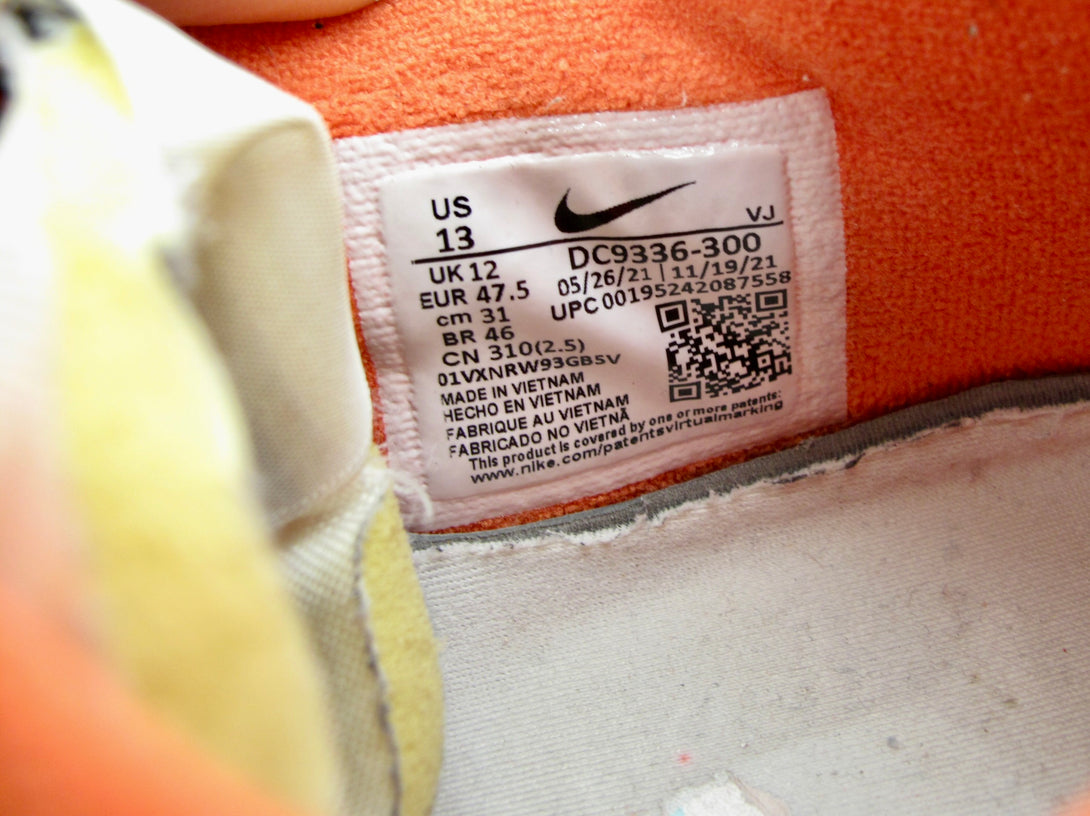 US
13
VJ
DC9336-300
05/26/21 | 11/19/21
UPC 00195242087558
UK 12
EUR 47.5
cm 31
BR 46
CN 310(2.5)
01VXNRW93GB5V
MADE IN VIETNAM
HECHO EN VIETNAM
FABRIQUE AU VIETNAM
FABRICADO NO VIETNÃ
This product is covered by one or more patents:
www.nike.com/patentsvirtualmarking